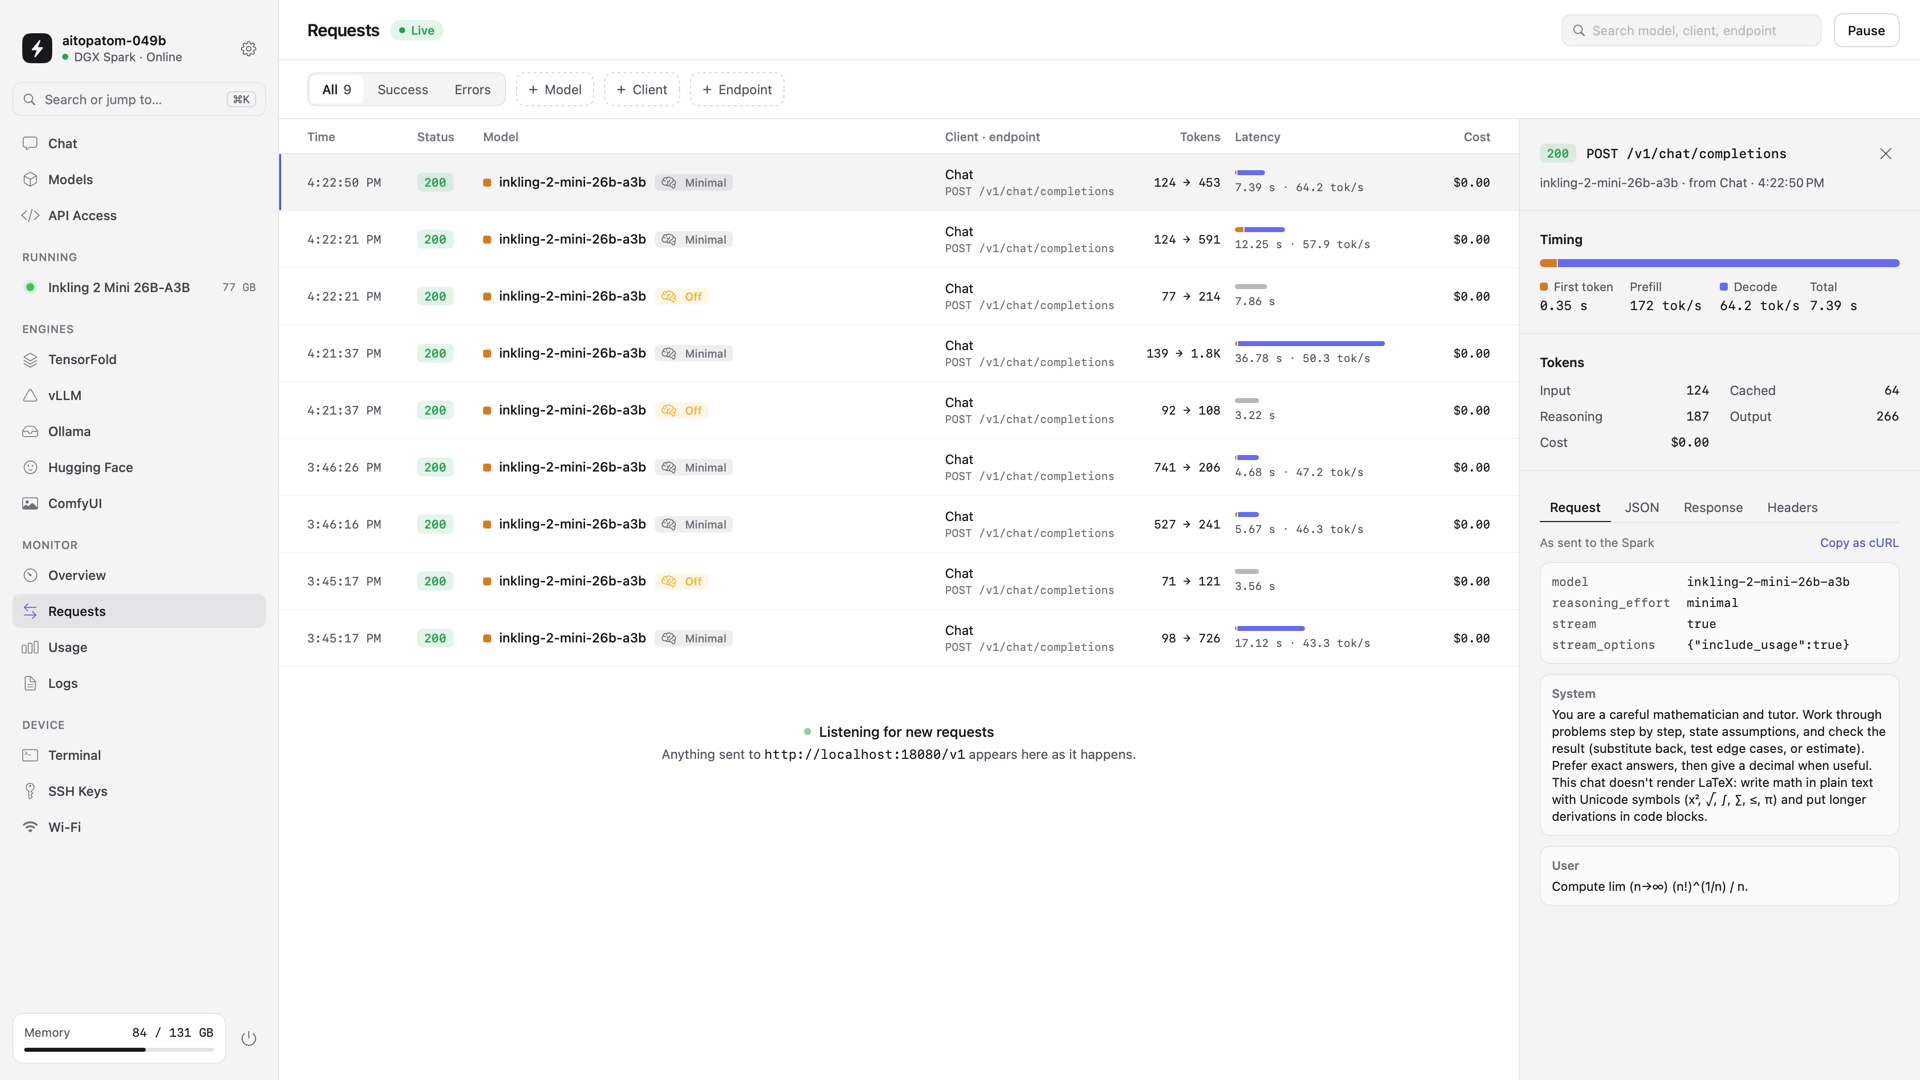 aitopatom-049b
DGX Spark · Online
Search or jump to...
⌘K
Chat
Models
API Access
RUNNING
Inkling 2 Mini 26B-A3B 77 GB
ENGINES
TensorFold
vLLM
Ollama
Hugging Face
ComfyUI
MONITOR
Overview
Requests
Usage
Logs
DEVICE
Terminal
SSH Keys
Wi-Fi
Memory 84 / 131 GB
Requests Live
Search model, client, endpoint
Pause
All 9 Success Errors + Model + Client + Endpoint
Time Status Model Client · endpoint Tokens Latency Cost
4:22:50 PM 200 inkling-2-mini-26b-a3b Minimal Chat 124 → 453 $0.00
POST /v1/chat/completions 7.39 s · 64.2 tok/s
4:22:21 PM 200 inkling-2-mini-26b-a3b Minimal Chat 124 → 591 $0.00
POST /v1/chat/completions 12.25 s · 57.9 tok/s
4:22:21 PM 200 inkling-2-mini-26b-a3b Off Chat 77 → 214 $0.00
POST /v1/chat/completions 7.86 s
4:21:37 PM 200 inkling-2-mini-26b-a3b Minimal Chat 139 → 1.8K $0.00
POST /v1/chat/completions 36.78 s · 50.3 tok/s
4:21:37 PM 200 inkling-2-mini-26b-a3b Off Chat 92 → 108 $0.00
POST /v1/chat/completions 3.22 s
3:46:26 PM 200 inkling-2-mini-26b-a3b Minimal Chat 741 → 206 $0.00
POST /v1/chat/completions 4.68 s · 47.2 tok/s
3:46:16 PM 200 inkling-2-mini-26b-a3b Minimal Chat 527 → 241 $0.00
POST /v1/chat/completions 5.67 s · 46.3 tok/s
3:45:17 PM 200 inkling-2-mini-26b-a3b Off Chat 71 → 121 $0.00
POST /v1/chat/completions 3.56 s
3:45:17 PM 200 inkling-2-mini-26b-a3b Minimal Chat 98 → 726 $0.00
POST /v1/chat/completions 17.12 s · 43.3 tok/s
Listening for new requests
Anything sent to http://localhost:18080/v1 appears here as it happens.
200 POST /v1/chat/completions
inkling-2-mini-26b-a3b · from Chat · 4:22:50 PM
Timing
First token Prefill Decode Total
0.35 s 172 tok/s 64.2 tok/s 7.39 s
Tokens
Input 124 Cached 64
Reasoning 187 Output 266
Cost $0.00
Request JSON Response Headers
As sent to the Spark Copy as cURL
model inkling-2-mini-26b-a3b
reasoning_effort minimal
stream true
stream_options {"include_usage":true}
System
You are a careful mathematician and tutor. Work through
problems step by step, state assumptions, and check the
result (substitute back, test edge cases, or estimate).
Prefer exact answers, then give a decimal when useful.
This chat doesn't render LaTeX: write math in plain text
with Unicode symbols (x², √, ∫, ∑, ≤, π) and put longer
derivations in code blocks.
User
Compute lim (n→∞) (n!)^(1/n) / n.